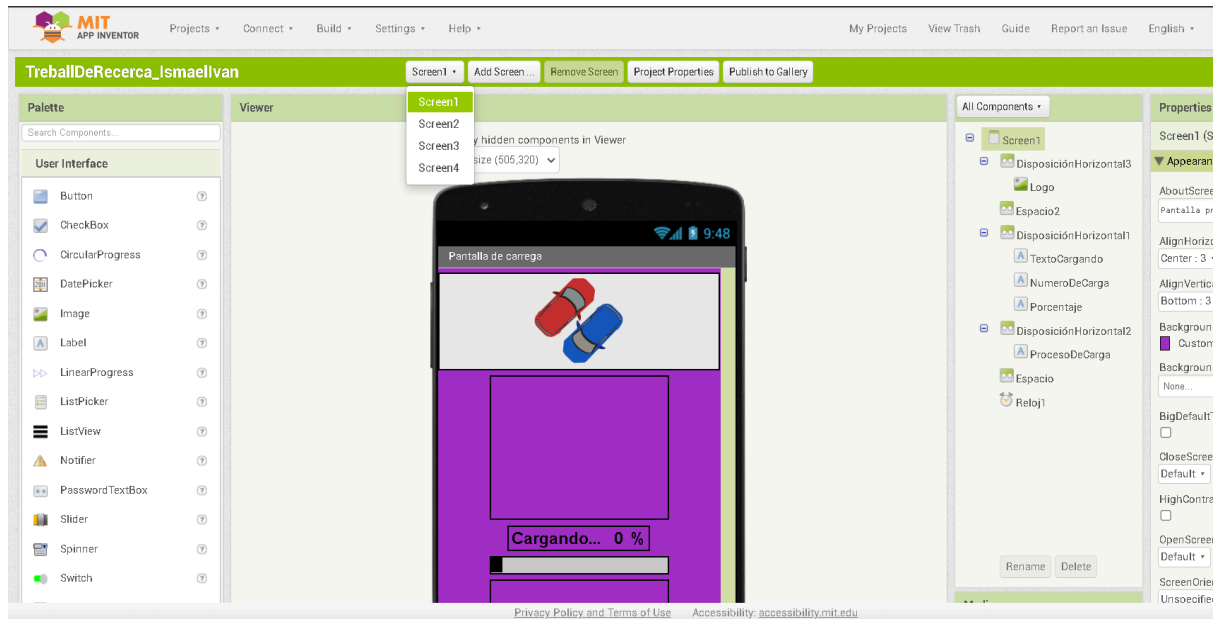 MIT
APP INVENTOR
Projects
Connect
Build
Settings
Help
My Projects
View Trash
Guide
Report an Issue
English
TreballDeRecerca_IsmaelIvan
Screen1
Add Screen ...
Remove Screen
Project Properties
Publish to Gallery
Screen1
Screen2
Screen3
Screen4
Palette
Search Components...
User Interface
Button
CheckBox
CircularProgress
DatePicker
Image
Label
LinearProgress
ListPicker
ListView
Notifier
PasswordTextBox
Slider
Spinner
Switch
Viewer
y hidden components in Viewer
size (505,320)
9:48
Pantalla de carrega
Cargando... 0 %
All Components
Screen1
DisposiciónHorizontal3
Logo
Espacio2
DisposiciónHorizontal1
TextoCargando
NumeroDeCarga
Porcentaje
DisposiciónHorizontal2
ProcesoDeCarga
Espacio
Reloj1
Rename
Delete
Properties
Screen1 (S
Appearan
AboutScree
Pantalla pr
AlignHorizo
Center : 3
AlignVertica
Bottom : 3
Backgroun
Custom
Backgroun
None...
BigDefaultT
CloseScree
Default
HighContra
OpenScreen
Default
ScreenOrie
Unspecified
Privacy Policy and Terms of Use
Accessibility: accessibility.mit.edu